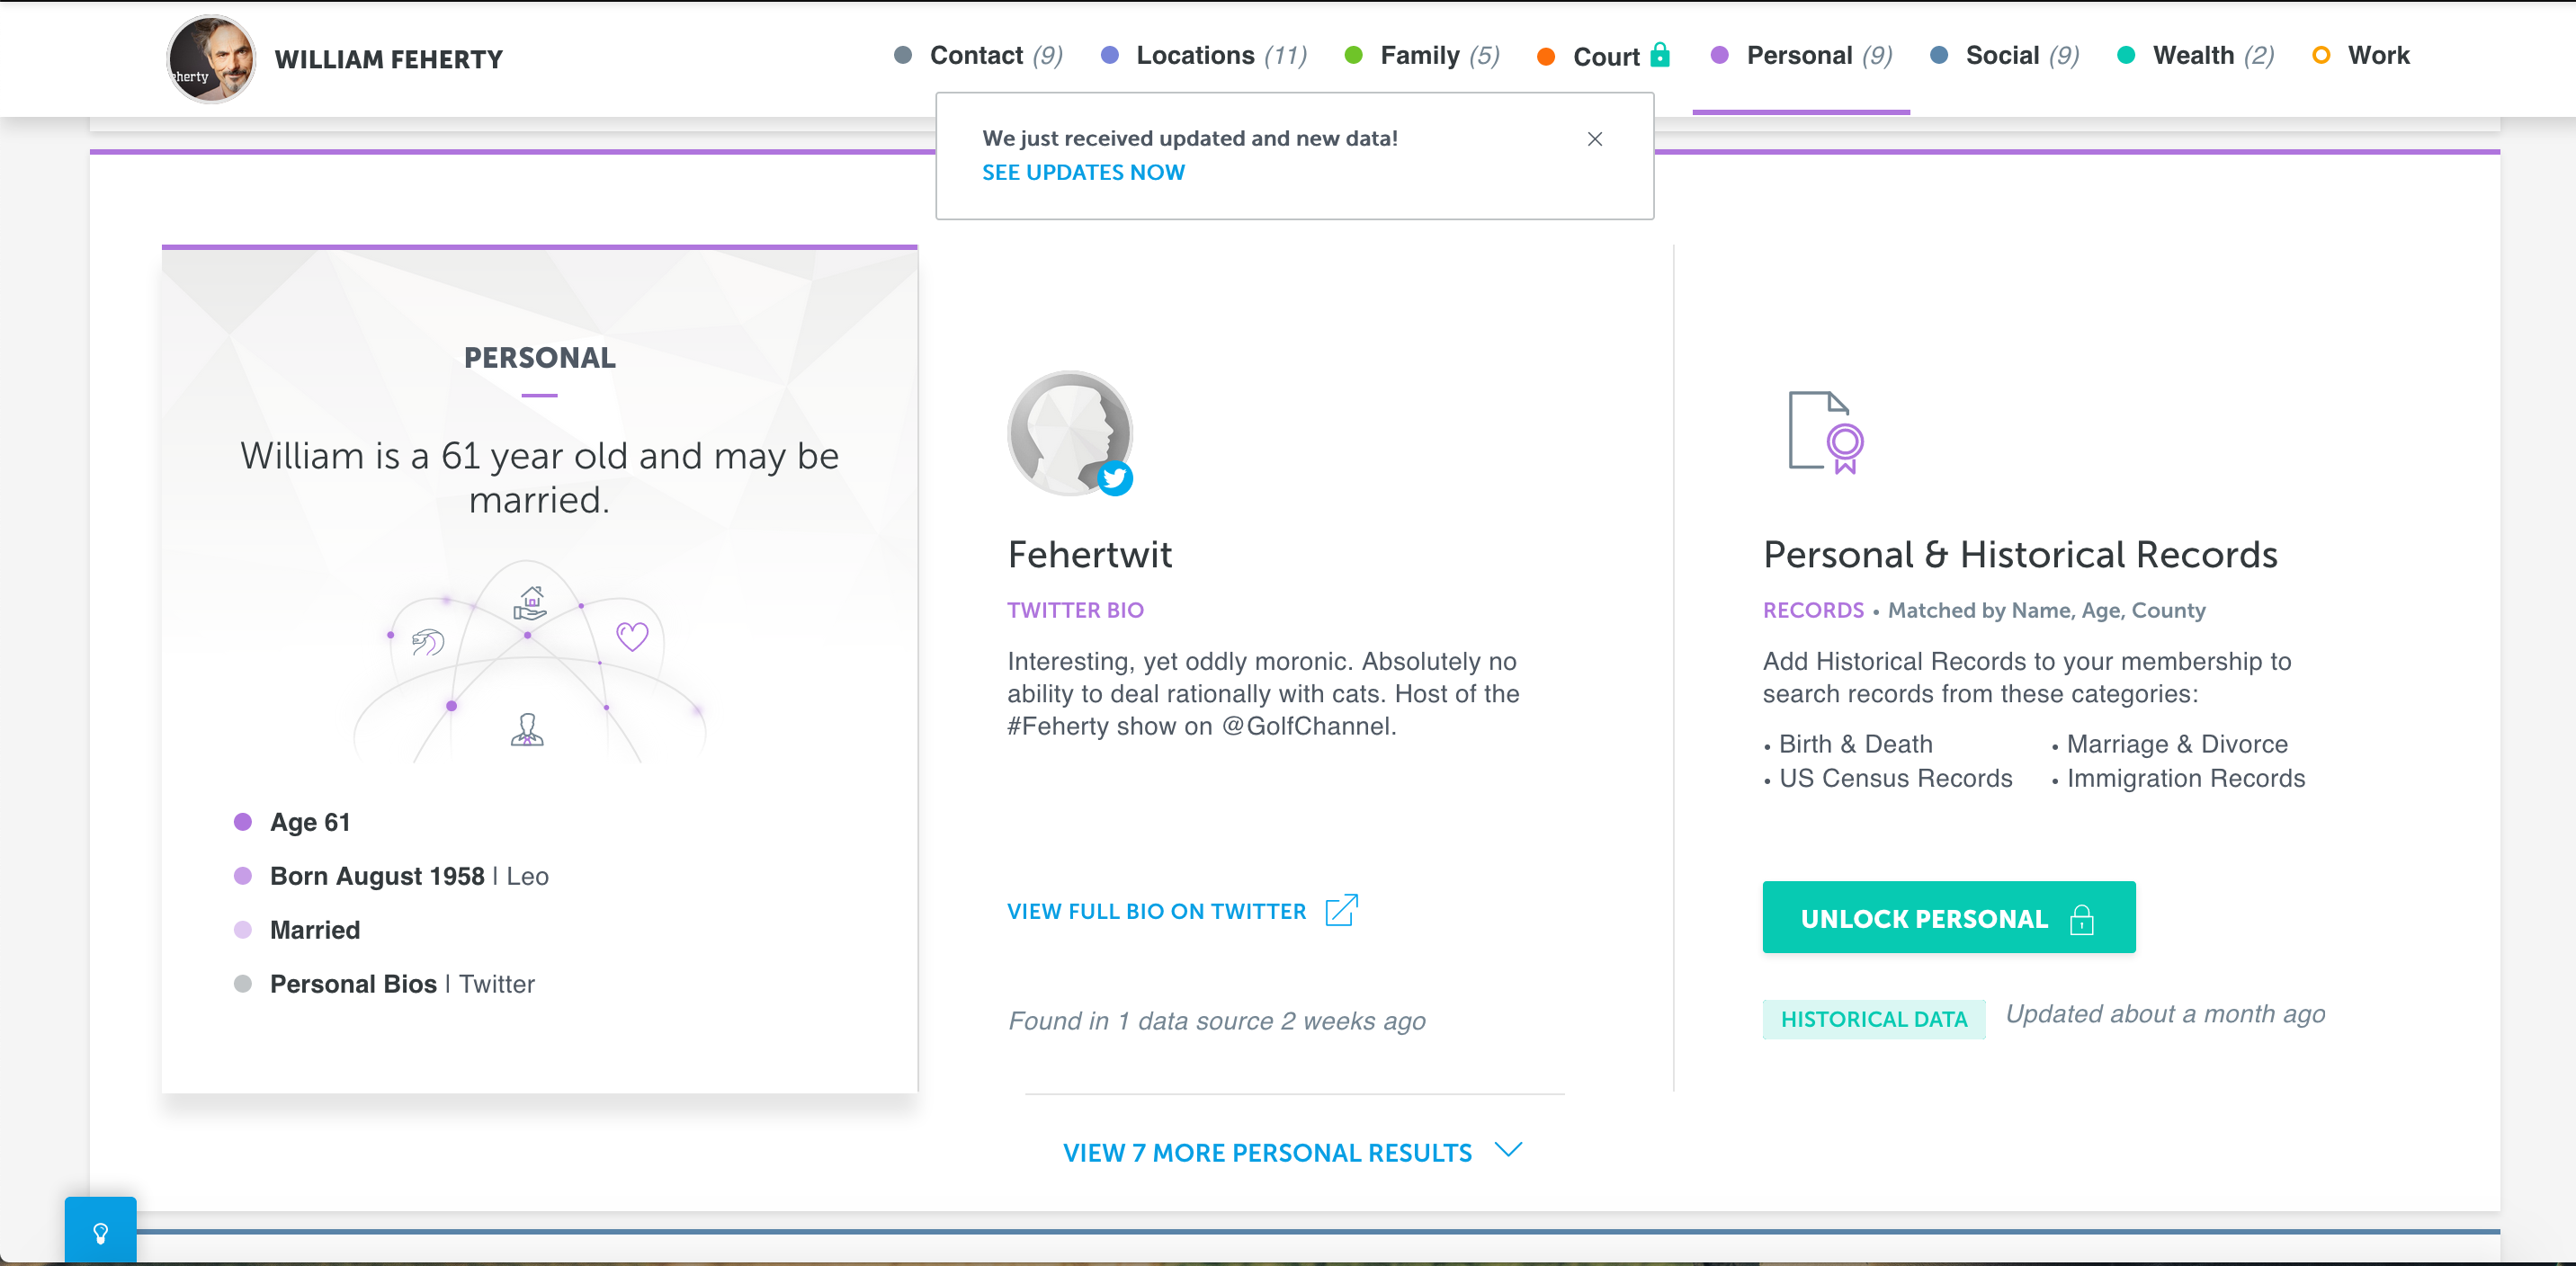 WILLIAM FEHERTY
Contact (9)
Locations (11)
Family (5)
Court
Personal (9)
Social (9)
Wealth (2)
Work
We just received updated and new data!
SEE UPDATES NOW
PERSONAL
William is a 61 year old and may be
married.
Age 61
Born August 1958 | Leo
Married
Personal Bios | Twitter
Fehertwit
TWITTER BIO
Interesting, yet oddly moronic. Absolutely no
ability to deal rationally with cats. Host of the
#Feherty show on @GolfChannel.
VIEW FULL BIO ON TWITTER
Found in 1 data source 2 weeks ago
Personal & Historical Records
RECORDS • Matched by Name, Age, County
Add Historical Records to your membership to
search records from these categories:
• Birth & Death
• Marriage & Divorce
• US Census Records
• Immigration Records
UNLOCK PERSONAL
HISTORICAL DATA
Updated about a month ago
VIEW 7 MORE PERSONAL RESULTS